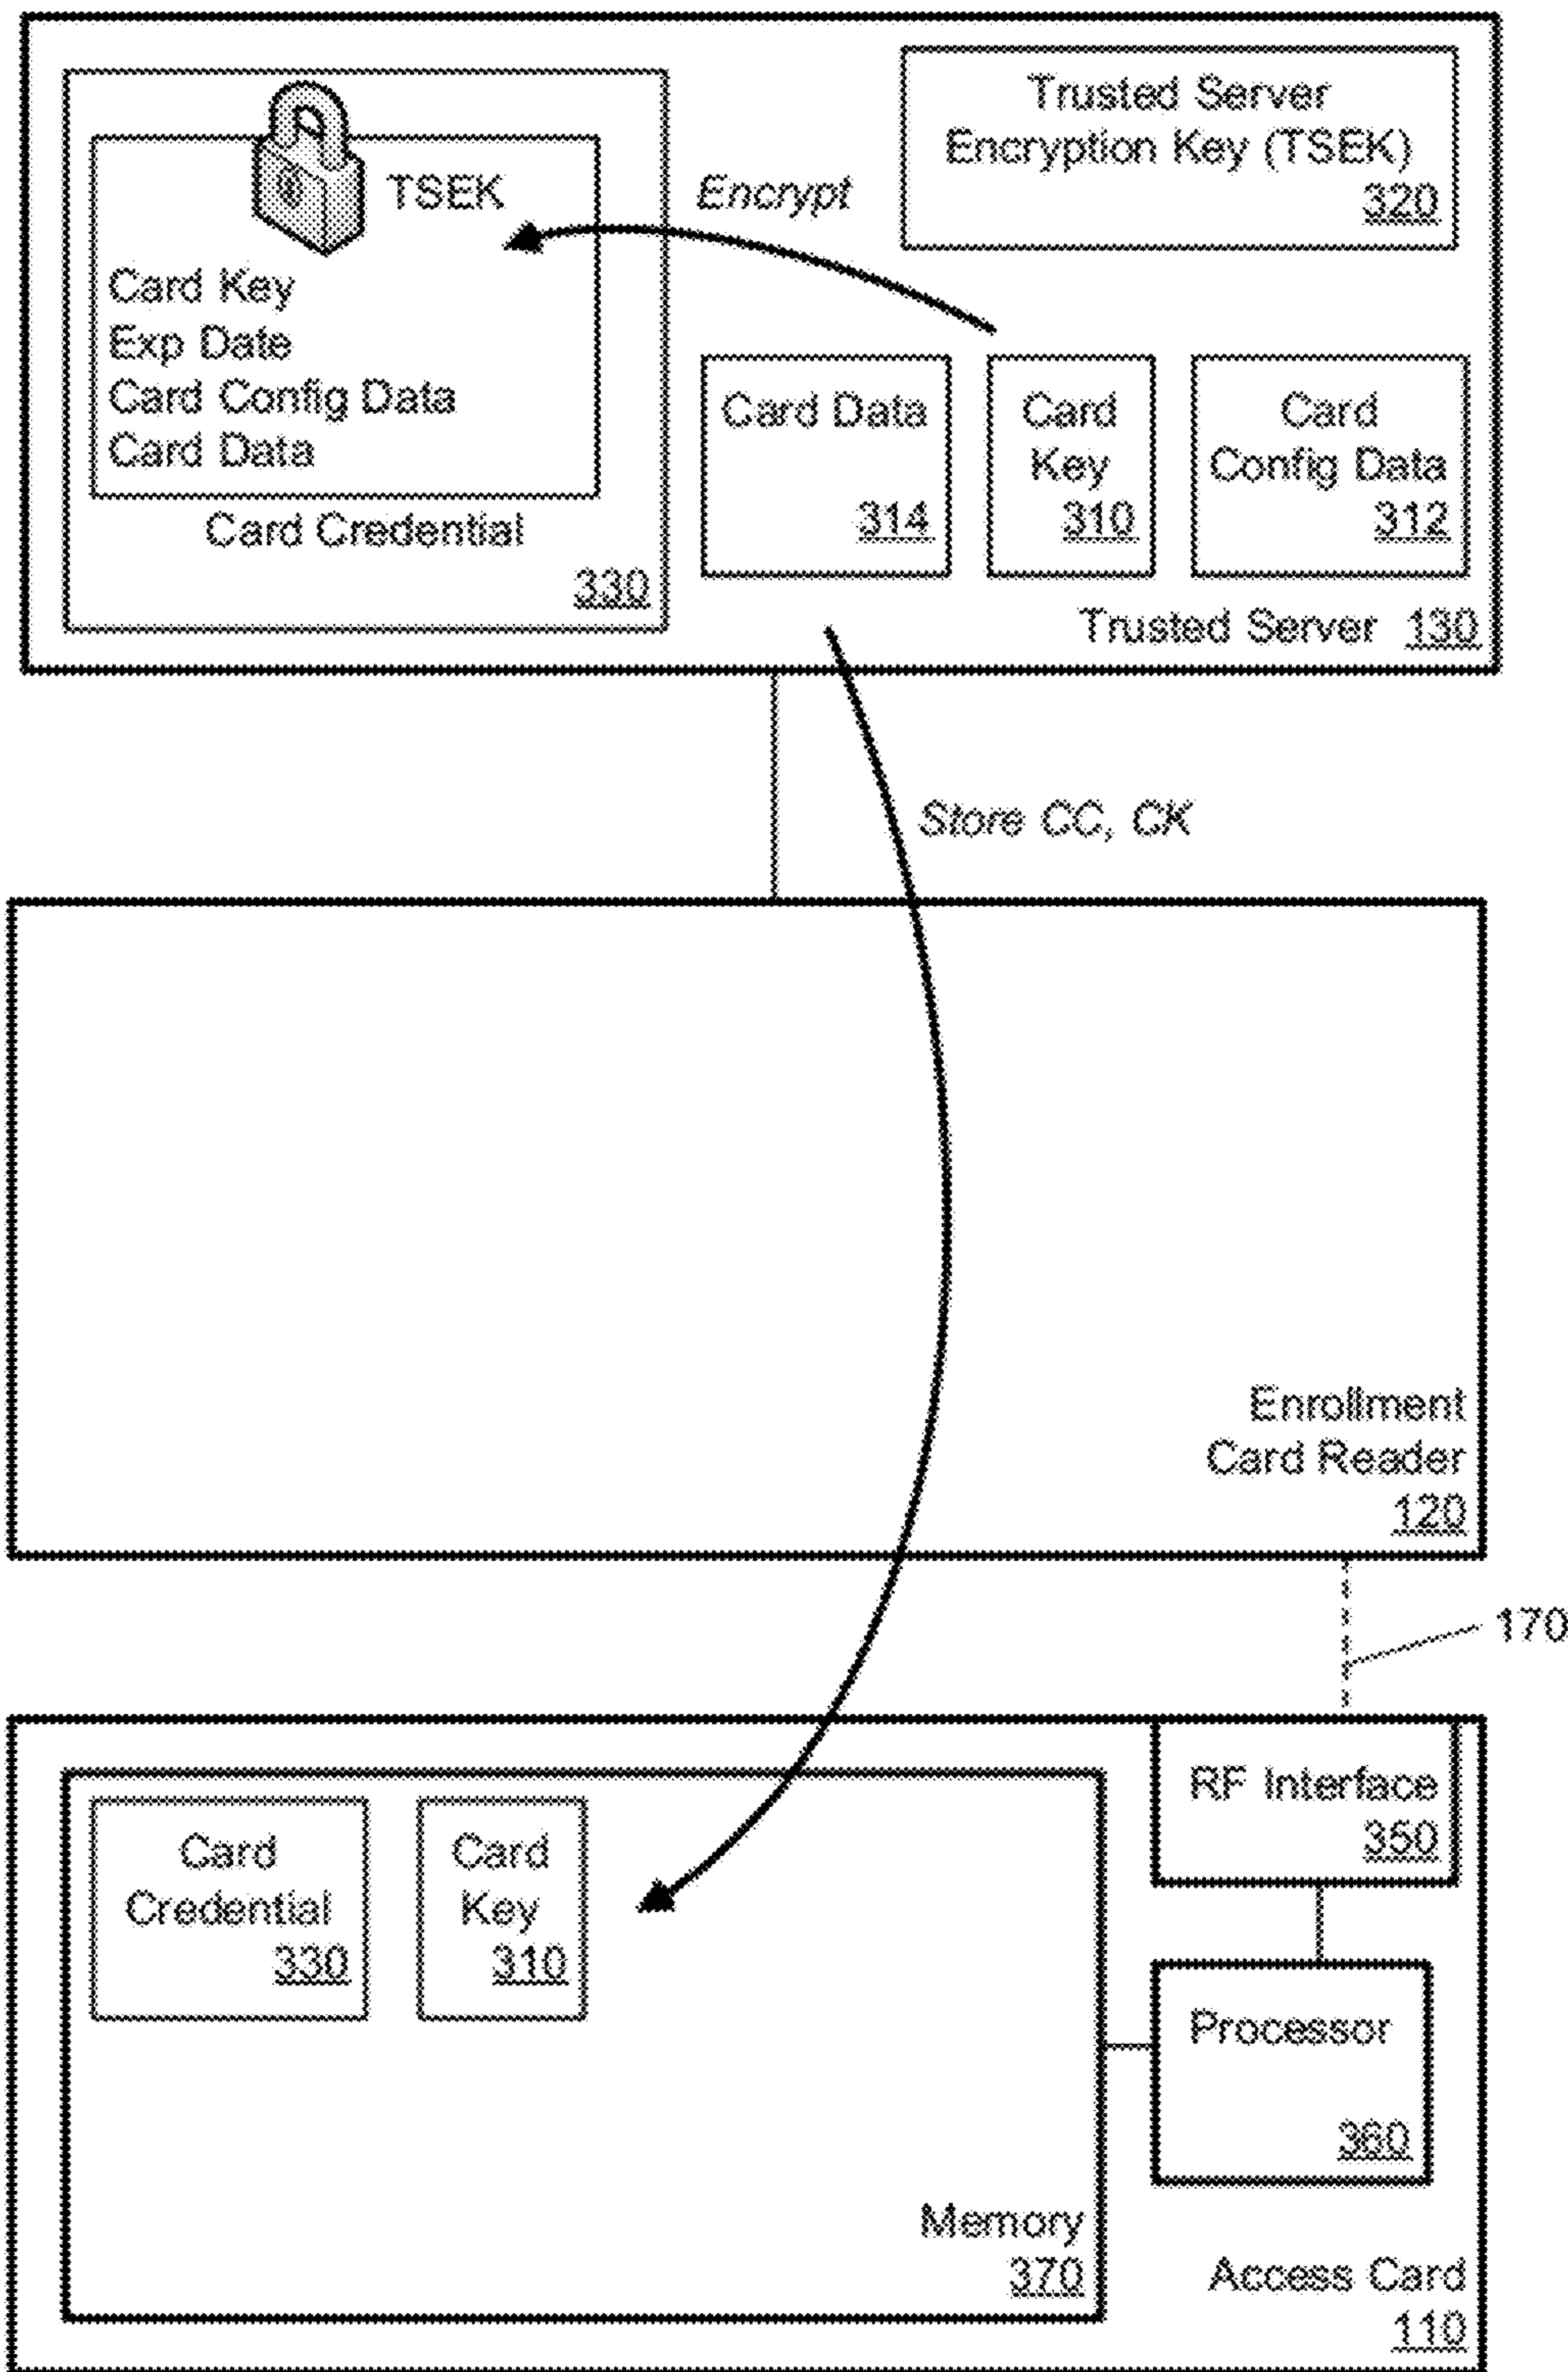 Trusted Server
Encryption Key (TSEK)
320
TSEK
Encrypt
Card Key
Exp Date
Card Config Data
Card Data
Card Credential
330
Card Data
314
Card
Key
310
Card
Config Data
312
Trusted Server 130
Store CC, CK
Enrollment
Card Reader
120
170
Card
Credential
330
Card
Key
310
RF Interface
350
Processor
360
Memory
370
Access Card
110